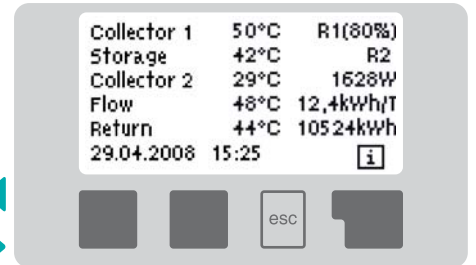 Collector 1 50°C R1(80%)
Storage 42°C R2
Collector 2 29°C 1628W
Flow 48°C 12,4kWh/T
Return 44°C 10524kWh
29.04.2008 15:25 i
esc